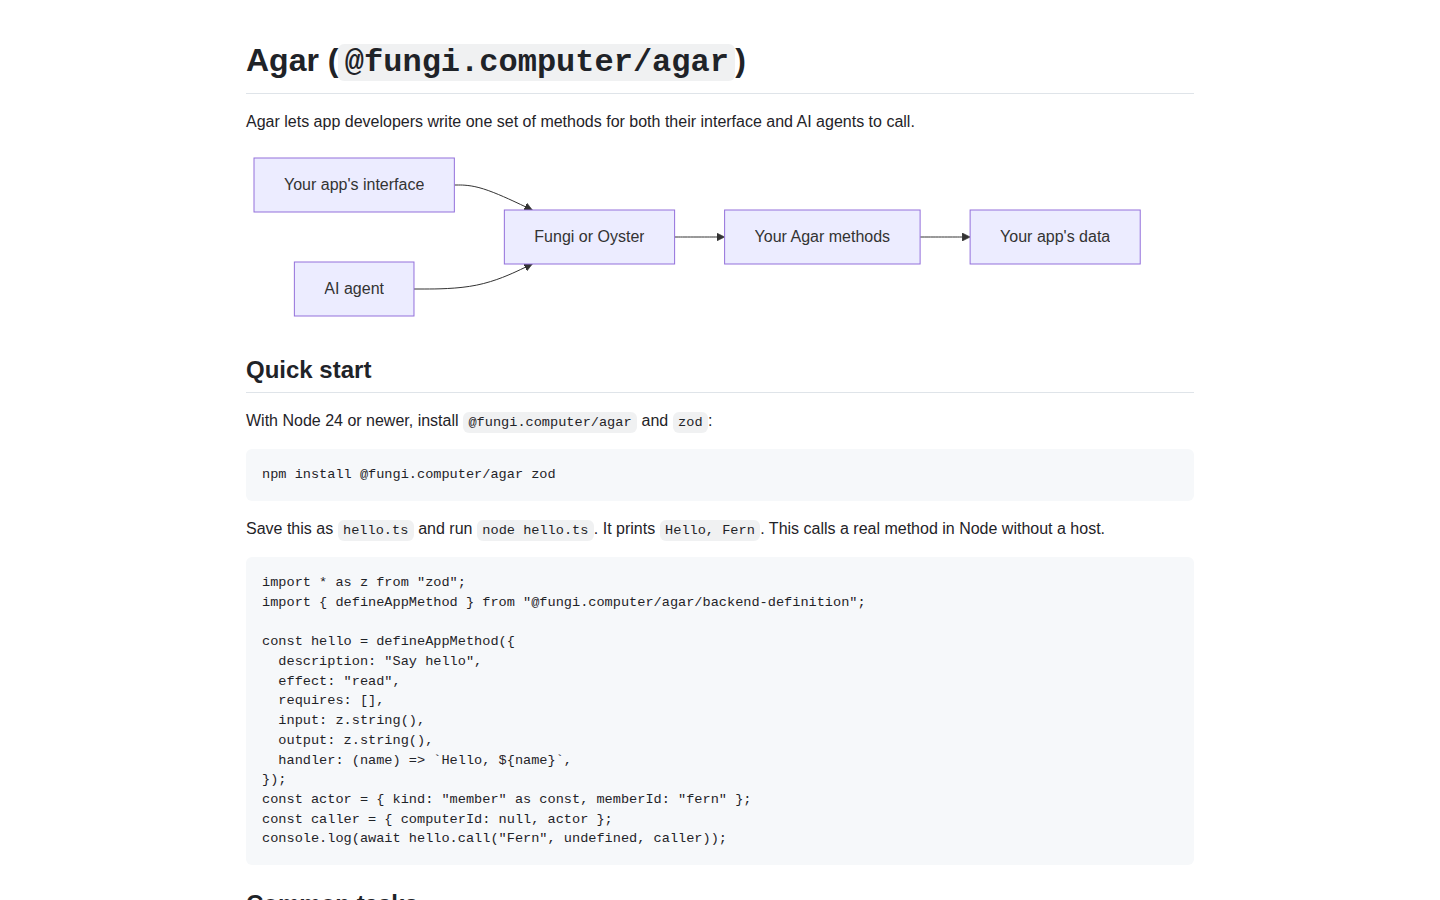 Agar (@fungi.computer/agar)
Agar lets app developers write one set of methods for both their interface and AI agents to call.
Your app's interface
AI agent
Fungi or Oyster
Your Agar methods
Your app's data
Quick start
With Node 24 or newer, install @fungi.computer/agar and zod:
npm install @fungi.computer/agar zod
Save this as hello.ts and run node hello.ts. It prints Hello, Fern. This calls a real method in Node without a host.
import * as z from "zod";
import { defineAppMethod } from "@fungi.computer/agar/backend-definition";

const hello = defineAppMethod({
  description: "Say hello",
  effect: "read",
  requires: [],
  input: z.string(),
  output: z.string(),
  handler: (name) => `Hello, ${name}`,
});
const actor = { kind: "member" as const, memberId: "fern" };
const caller = { computerId: null, actor };
console.log(await hello.call("Fern", undefined, caller));
Common tasks